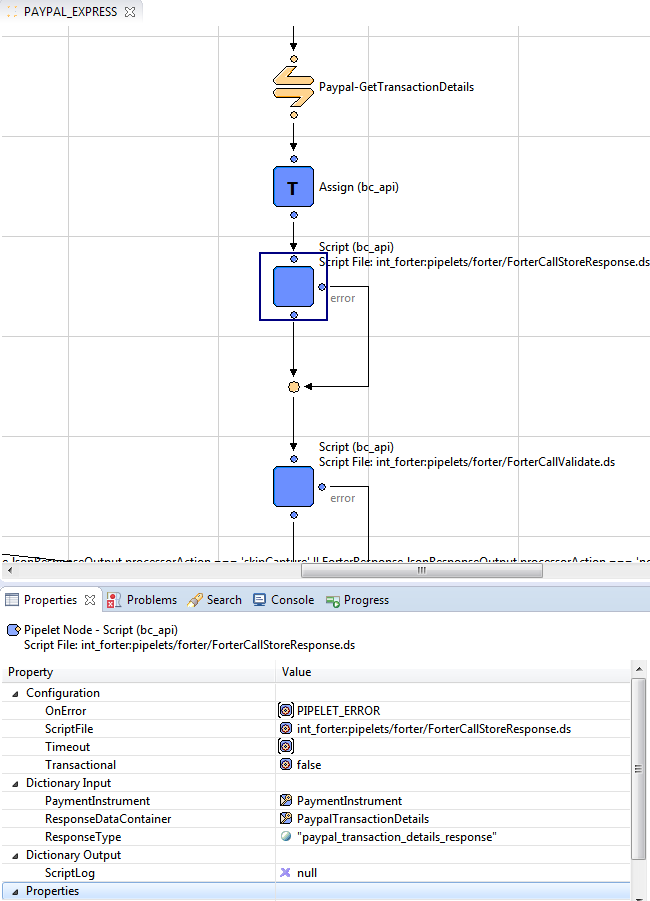 PAYPAL_EXPRESS
Paypal-GetTransactionDetails
T
Assign (bc_api)
Script (bc_api)
Script File: int_forter:pipelets/forter/ForterCallStoreResponse.ds
error
Script (bc_api)
Script File: int_forter:pipelets/forter/ForterCallValidate.ds
error
JsonResponseOutput.processorAction === 'skipCapture' || ForterResponse.JsonResponseOutput.processorAction ===
Properties
Problems
Search
Console
Progress
Pipelet Node - Script (bc_api)
Script File: int_forter:pipelets/forter/ForterCallStoreResponse.ds
Property Value
Configuration
OnError PIPELET_ERROR
ScriptFile int_forter:pipelets/forter/ForterCallStoreResponse.ds
Timeout
Transactional false
Dictionary Input
PaymentInstrument PaymentInstrument
ResponseDataContainer PaypalTransactionDetails
ResponseType "paypal_transaction_details_response"
Dictionary Output
ScriptLog null
Properties